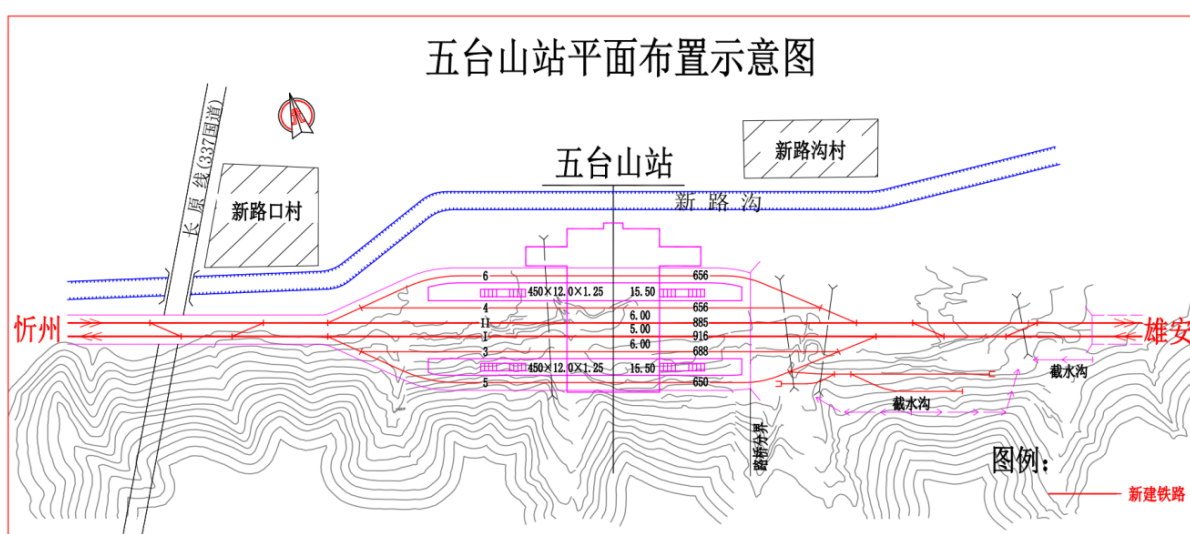 五台山站平面布置示意图
长原线(337国道)
新路口村
五台山站
新路沟村
新路沟
6 656
450×12.0×1.25 15.50
4 656
6.00
忻州 II 885 雄安
5.00
I 916
6.00
3 688
450×12.0×1.25 15.50
5 650
截水沟
截水沟
路桥分界
图例:
新建铁路